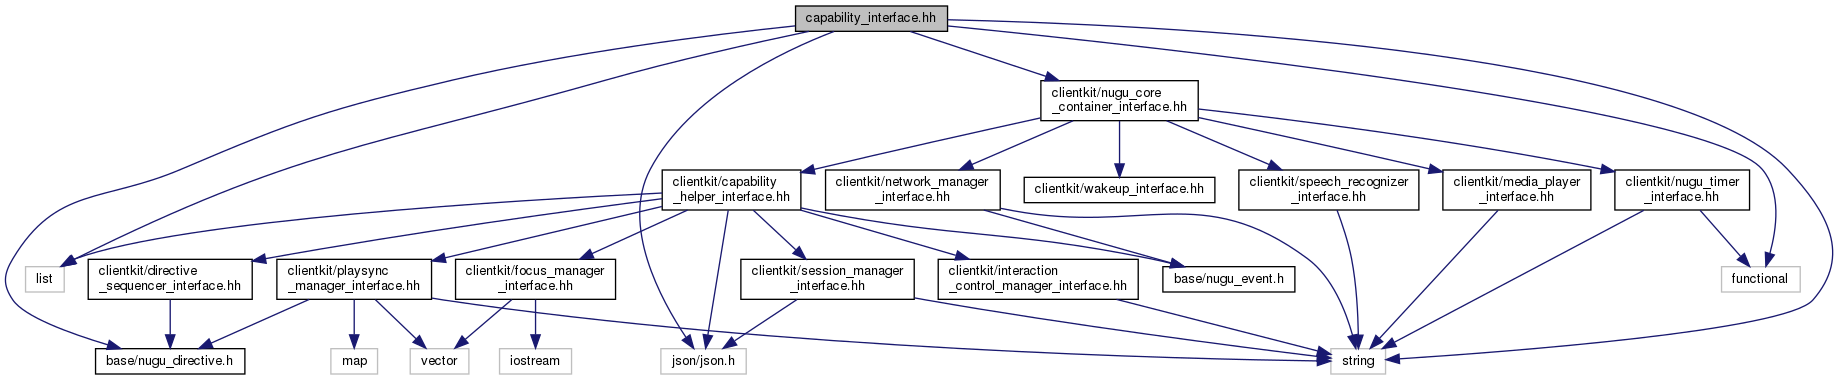 capability_interface.hh
clientkit/nugu_core
_container_interface.hh
clientkit/capability
_helper_interface.hh
clientkit/network_manager
_interface.hh
clientkit/wakeup_interface.hh
clientkit/speech_recognizer
_interface.hh
clientkit/media_player
_interface.hh
clientkit/nugu_timer
_interface.hh
list
clientkit/directive
_sequencer_interface.hh
clientkit/playsync
_manager_interface.hh
clientkit/focus_manager
_interface.hh
clientkit/session_manager
_interface.hh
clientkit/interaction
_control_manager_interface.hh
base/nugu_event.h
functional
base/nugu_directive.h
map
vector
iostream
json/json.h
string